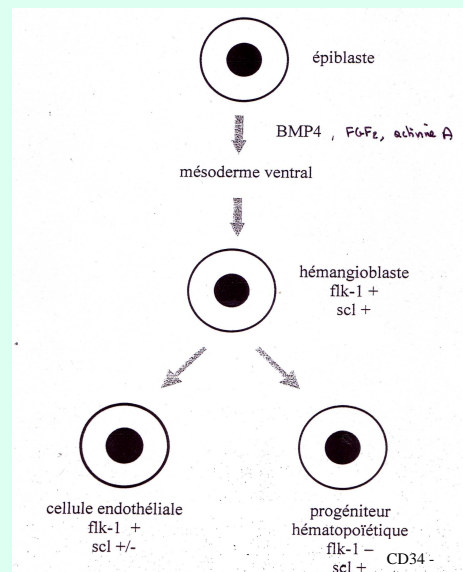 épiblaste
BMP4 , FGF2, activine A
mésoderme ventral
hémangioblaste
flk-1 +
scl +
cellule endothéliale
flk-1 +
scl +/-
progéniteur
hématopoïétique
flk-1 –
scl + CD34 -